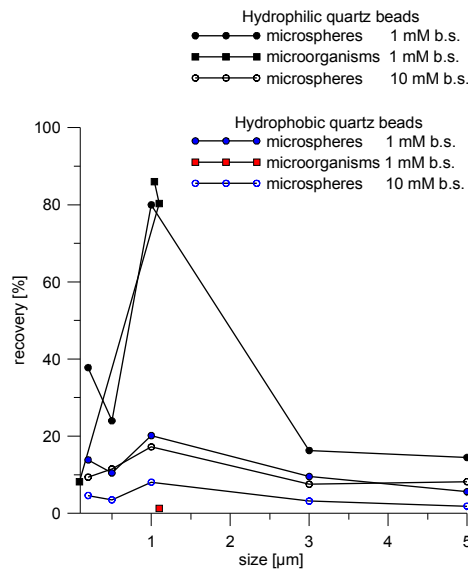 Hydrophilic quartz beads
microspheres 1 mM b.s.
microorganisms 1 mM b.s.
microspheres 10 mM b.s.
Hydrophobic quartz beads
microspheres 1 mM b.s.
microorganisms 1 mM b.s.
microspheres 10 mM b.s.
100
80
60
40
20
0
recovery [%]
1 2 3 4 5
size [µm]